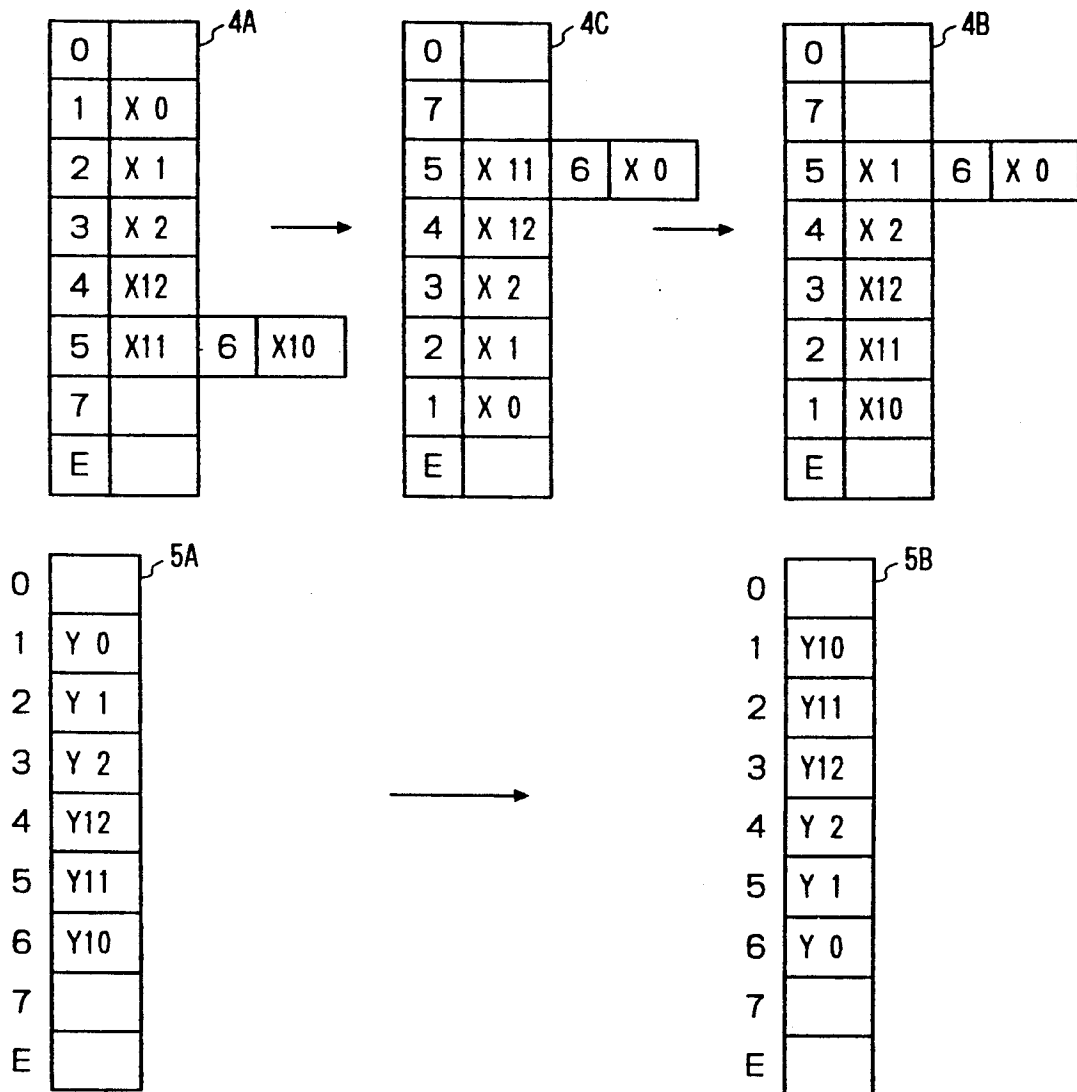 4A
0
1 X 0
2 X 1
3 X 2
4 X12
5 X11 6 X10
7
E
4C
0
7
5 X 11 6 X 0
4 X 12
3 X 2
2 X 1
1 X 0
E
4B
0
7
5 X 1 6 X 0
4 X 2
3 X12
2 X11
1 X10
E
5A
0
1 Y 0
2 Y 1
3 Y 2
4 Y12
5 Y11
6 Y10
7
E
5B
0
1 Y10
2 Y11
3 Y12
4 Y 2
5 Y 1
6 Y 0
7
E